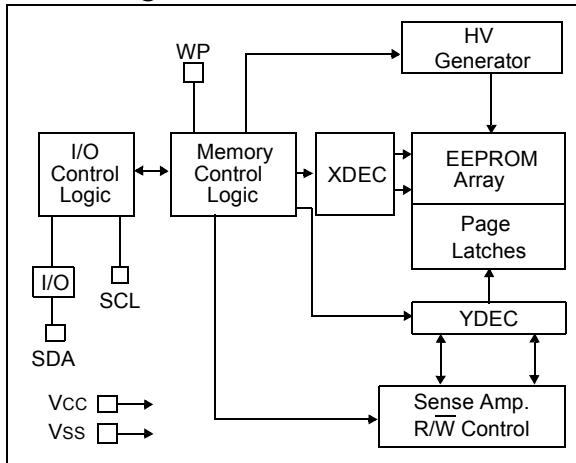 HV
Generator
WP
I/O
Control
Logic
Memory
Control
Logic
XDEC
EEPROM
Array
Page
Latches
I/O
SCL
SDA
YDEC
VCC
VSS
Sense Amp.
R/W̅ Control